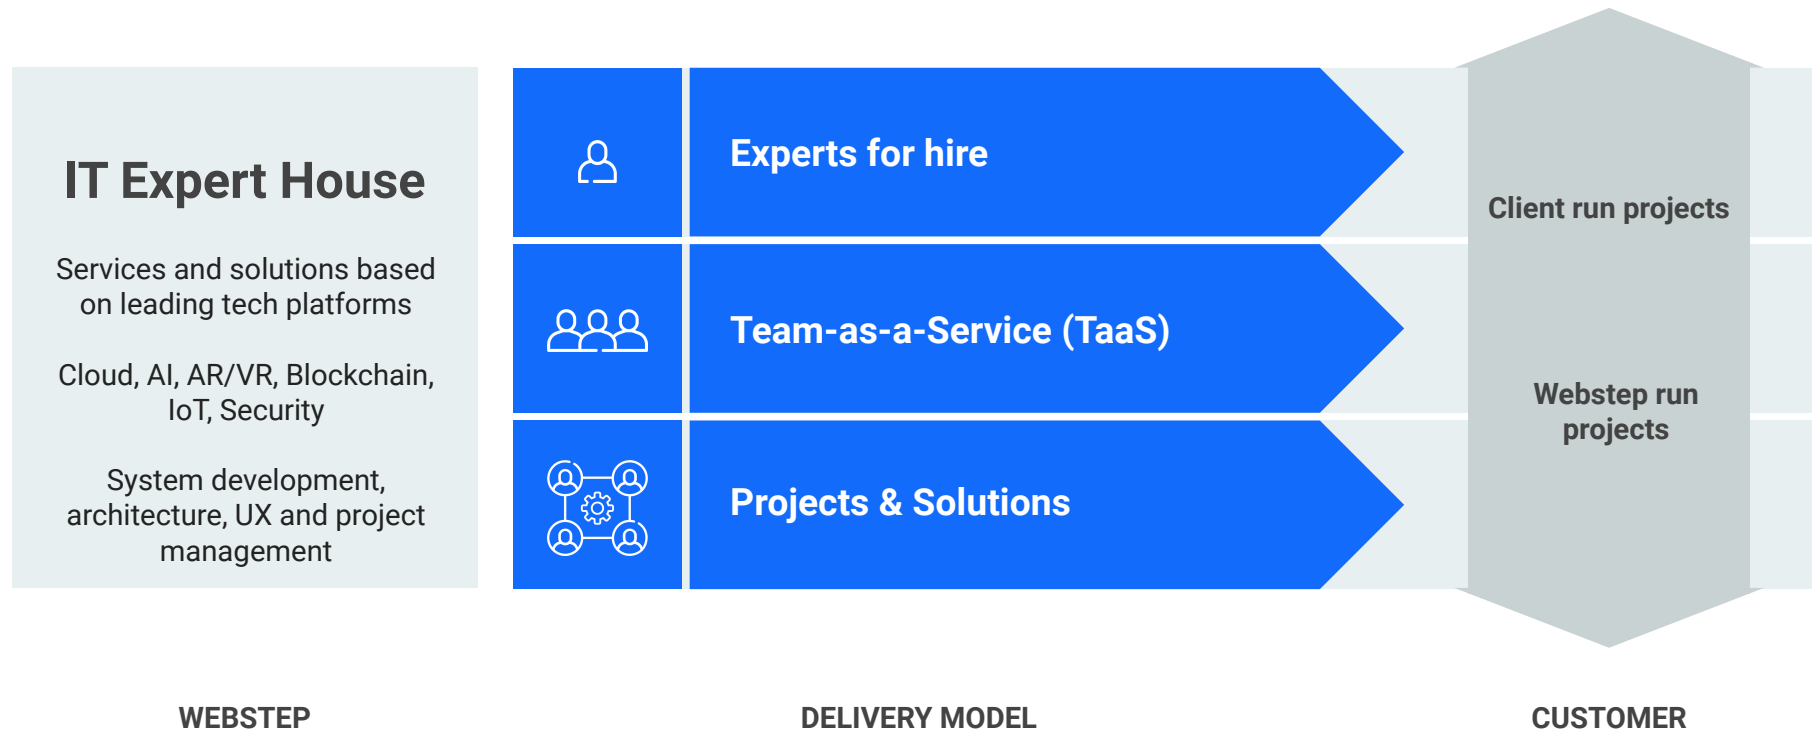 IT Expert House
Services and solutions based
on leading tech platforms
Cloud, AI, AR/VR, Blockchain,
IoT, Security
System development,
architecture, UX and project
management
Experts for hire
Team-as-a-Service (TaaS)
Projects & Solutions
Client run projects
Webstep run
projects
WEBSTEP
DELIVERY MODEL
CUSTOMER